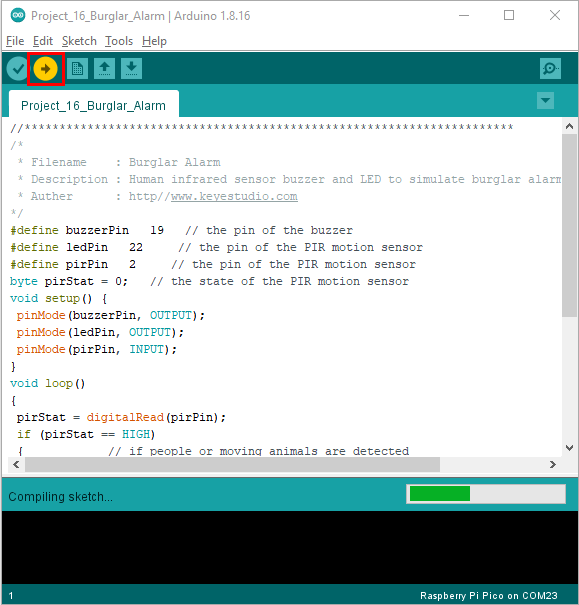 Project_16_Burglar_Alarm | Arduino 1.8.16
File Edit Sketch Tools Help
Project_16_Burglar_Alarm
//**********************************************************************
/*
 * Filename    : Burglar Alarm
 * Description : Human infrared sensor buzzer and LED to simulate burglar alarm
 * Auther      : http//www.keyestudio.com
*/
#define buzzerPin   19   // the pin of the buzzer
#define ledPin   22     // the pin of the PIR motion sensor
#define pirPin   2     // the pin of the PIR motion sensor
byte pirStat = 0;   // the state of the PIR motion sensor
void setup() {
 pinMode(buzzerPin, OUTPUT);
 pinMode(ledPin, OUTPUT);
 pinMode(pirPin, INPUT);
}
void loop()
{
 pirStat = digitalRead(pirPin);
 if (pirStat == HIGH)
 {            // if people or moving animals are detected
Compiling sketch...
1 Raspberry Pi Pico on COM23